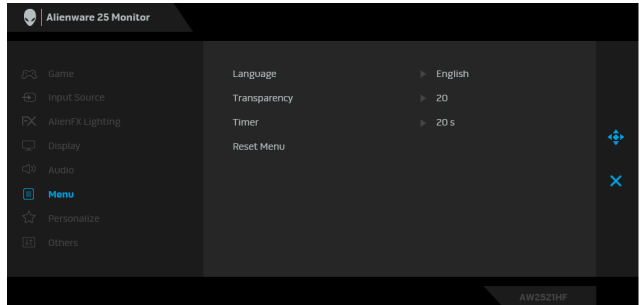 Alienware 25 Monitor
Game
Input Source
AlienFX Lighting
Display
Audio
Menu
Personalize
Others
Language English
Transparency 20
Timer 20 s
Reset Menu
AW2521HF